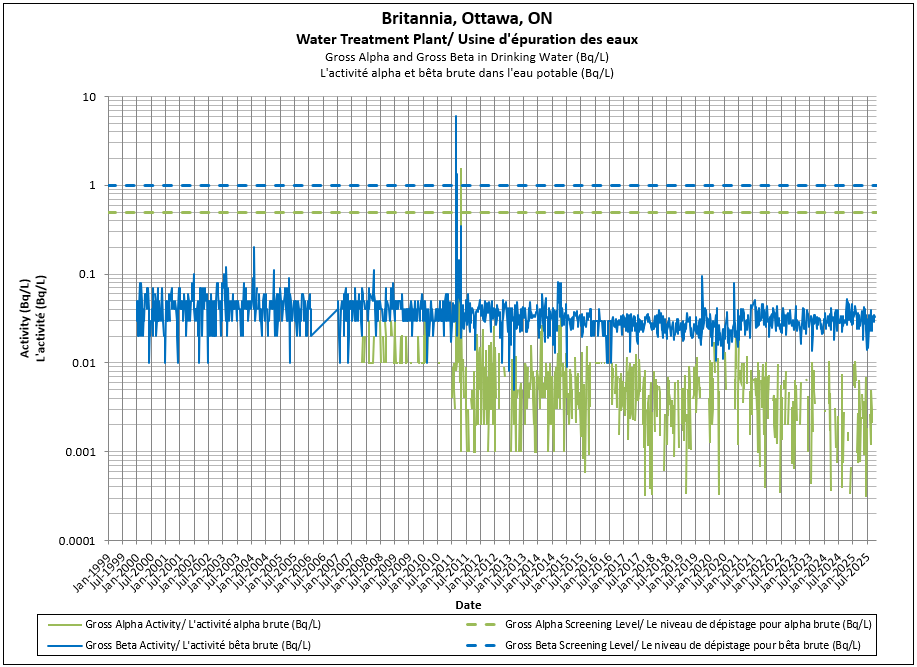 Britannia, Ottawa, ON
Water Treatment Plant/ Usine d'épuration des eaux
Gross Alpha and Gross Beta in Drinking Water (Bq/L)
L'activité alpha et bêta brute dans l'eau potable (Bq/L)
Activity (Bq/L)
L'activité (Bq/L)
10
1
0.1
0.01
0.001
0.0001
Jan-1999
Jul-1999
Jan-2000
Jul-2000
Jan-2001
Jul-2001
Jan-2002
Jul-2002
Jan-2003
Jul-2003
Jan-2004
Jul-2004
Jan-2005
Jul-2005
Jan-2006
Jul-2006
Jan-2007
Jul-2007
Jan-2008
Jul-2008
Jan-2009
Jul-2009
Jan-2010
Jul-2010
Jan-2011
Jul-2011
Jan-2012
Jul-2012
Jan-2013
Jul-2013
Jan-2014
Jul-2014
Jan-2015
Jul-2015
Jan-2016
Jul-2016
Jan-2017
Jul-2017
Jan-2018
Jul-2018
Jan-2019
Jul-2019
Jan-2020
Jul-2020
Jan-2021
Jul-2021
Jan-2022
Jul-2022
Jan-2023
Jul-2023
Jan-2024
Jul-2024
Jan-2025
Jul-2025
Date
Gross Alpha Activity/ L'activité alpha brute (Bq/L)
Gross Alpha Screening Level/ Le niveau de dépistage pour alpha brute (Bq/L)
Gross Beta Activity/ L'activité bêta brute (Bq/L)
Gross Beta Screening Level/ Le niveau de dépistage pour bêta brute (Bq/L)